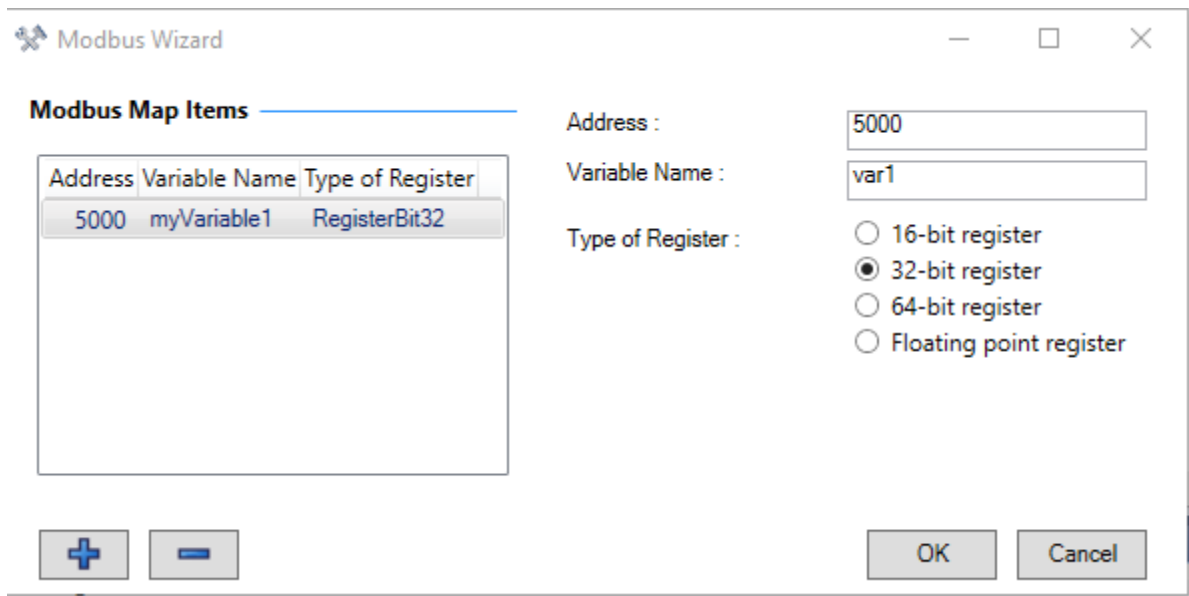 Modbus Wizard
Modbus Map Items
Address Variable Name Type of Register
5000 myVariable1 RegisterBit32
Address : 5000
Variable Name : var1
Type of Register :
16-bit register
32-bit register
64-bit register
Floating point register
OK Cancel